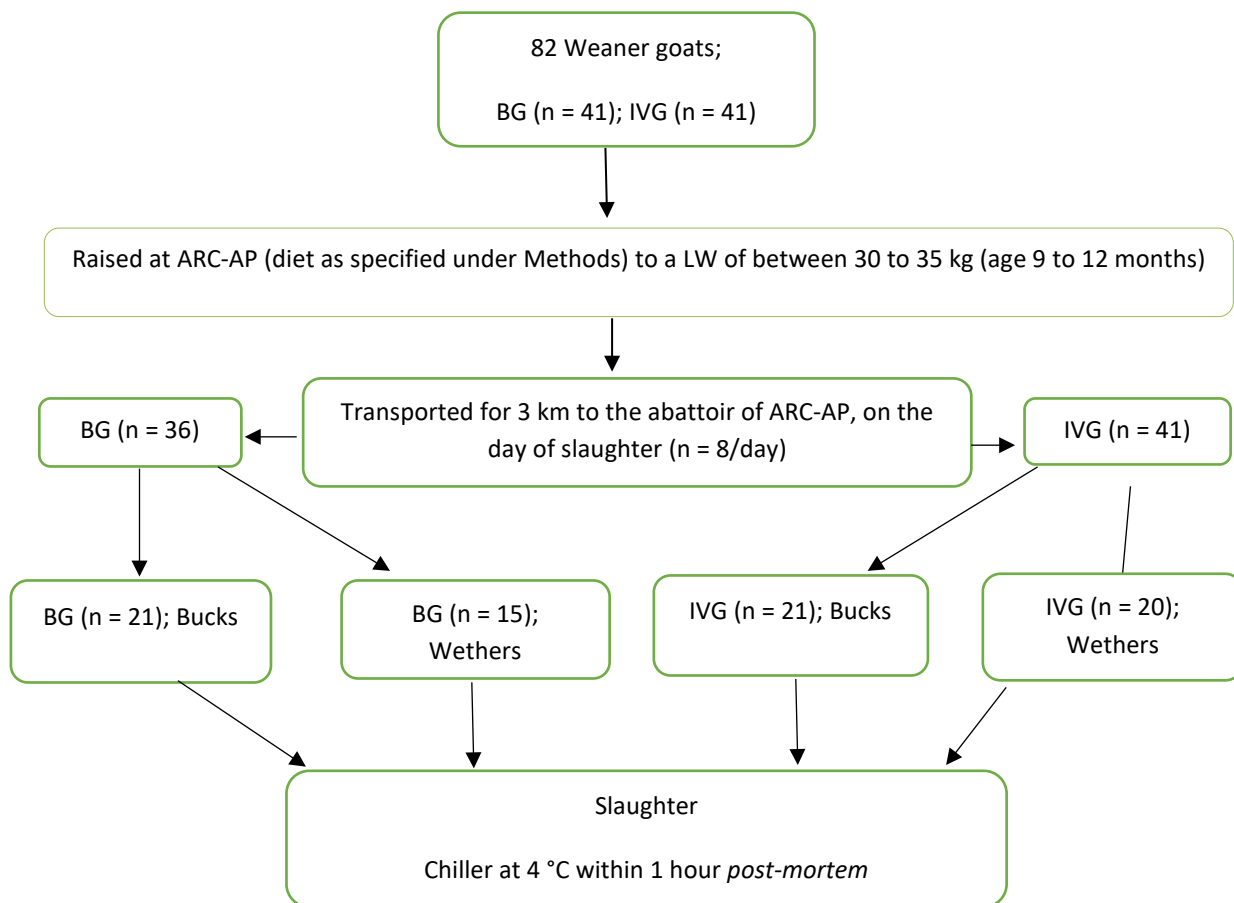 82 Weaner goats;
BG (n = 41); IVG (n = 41)
Raised at ARC-AP (diet as specified under Methods) to a LW of between 30 to 35 kg (age 9 to 12 months)
BG (n = 36)
Transported for 3 km to the abattoir of ARC-AP, on the
day of slaughter (n = 8/day)
IVG (n = 41)
BG (n = 21); Bucks
BG (n = 15);
Wethers
IVG (n = 21); Bucks
IVG (n = 20);
Wethers
Slaughter
Chiller at 4 °C within 1 hour post-mortem